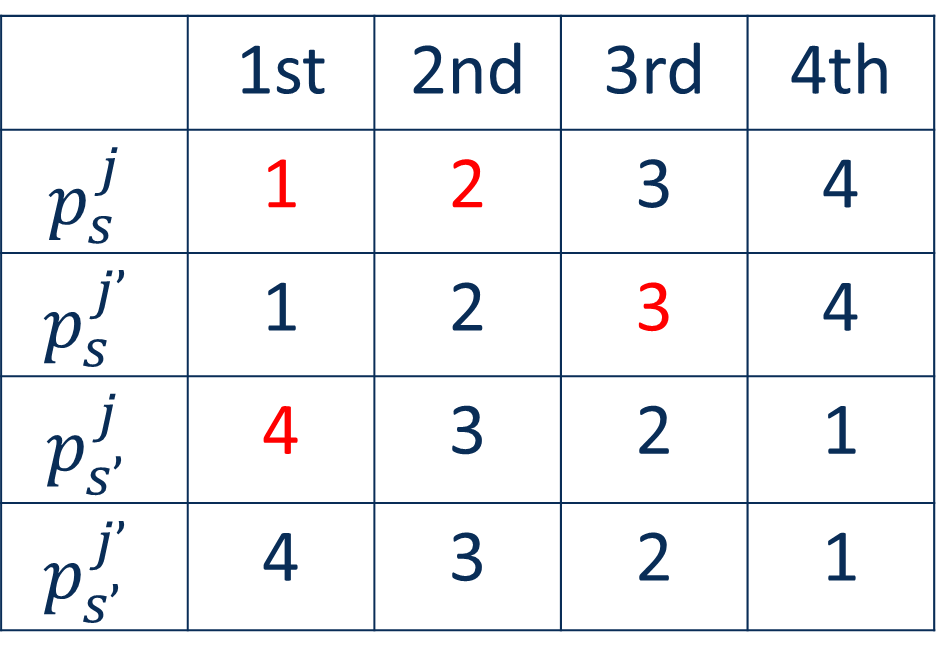 1st 2nd 3rd 4th
p_s^j 1 2 3 4
p_s^j’ 1 2 3 4
p_s’^j 4 3 2 1
p_s’^j’ 4 3 2 1